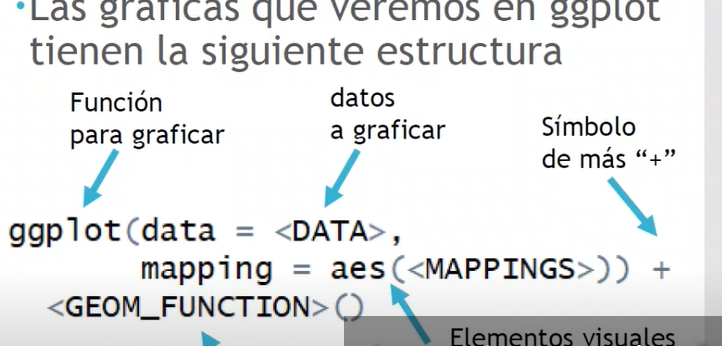 •Las gráficas que veremos en ggplot
tienen la siguiente estructura
Función
para graficar
datos
a graficar
Símbolo
de más “+”
ggplot(data = <DATA>,
mapping = aes(<MAPPINGS>)) +
<GEOM_FUNCTION>()
Elementos visuales